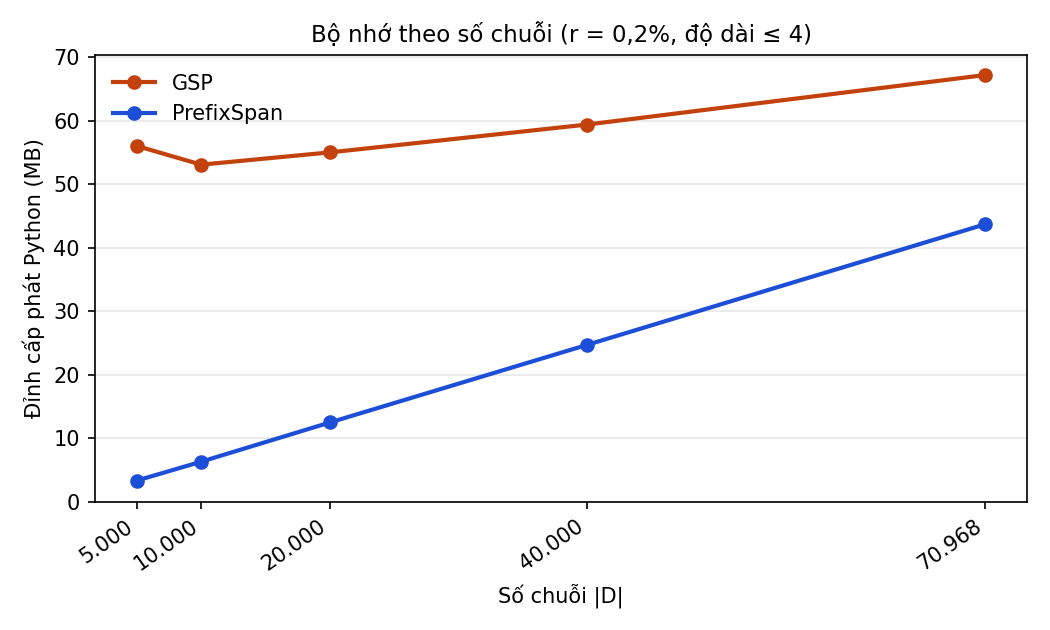 Bộ nhớ theo số chuỗi (r = 0,2%, độ dài ≤ 4)
GSP
PrefixSpan
Đỉnh cấp phát Python (MB)
70
60
50
40
30
20
10
0
5.000
10.000
20.000
40.000
70.968
Số chuỗi |D|